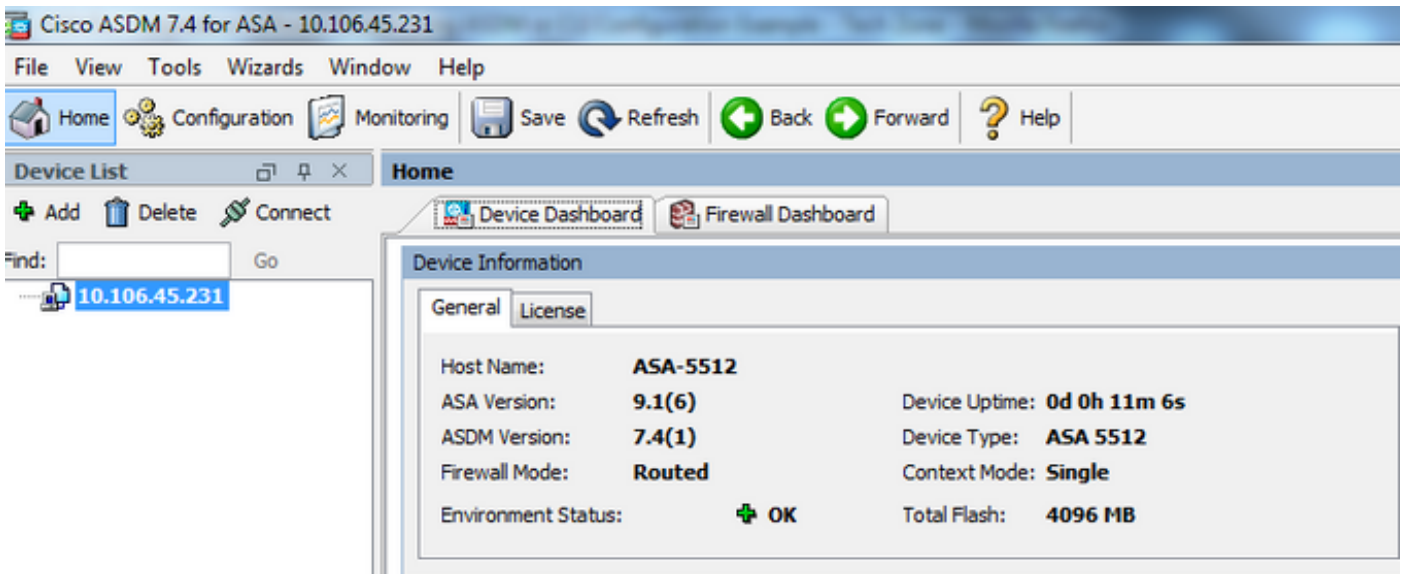 Cisco ASDM 7.4 for ASA - 10.106.45.231
File View Tools Wizards Window Help
Home Configuration Monitoring Save Refresh Back Forward Help
Device List
Home
Add Delete Connect
Device Dashboard Firewall Dashboard
Find: Go
Device Information
10.106.45.231
General License
Host Name: ASA-5512
ASA Version: 9.1(6) Device Uptime: 0d 0h 11m 6s
ASDM Version: 7.4(1) Device Type: ASA 5512
Firewall Mode: Routed Context Mode: Single
Environment Status: OK Total Flash: 4096 MB